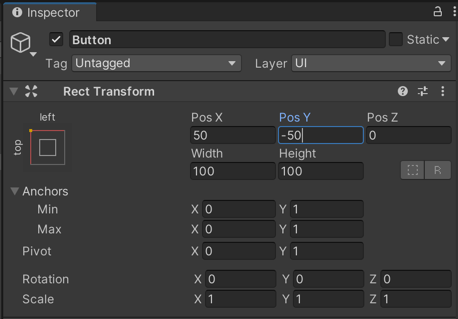 Inspector
Button
Static
Tag Untagged Layer UI
Rect Transform
left
top
Pos X Pos Y Pos Z
50 -50 0
Width Height
100 100
R
Anchors
Min X 0 Y 1
Max X 0 Y 1
Pivot X 0 Y 1
Rotation X 0 Y 0 Z 0
Scale X 1 Y 1 Z 1